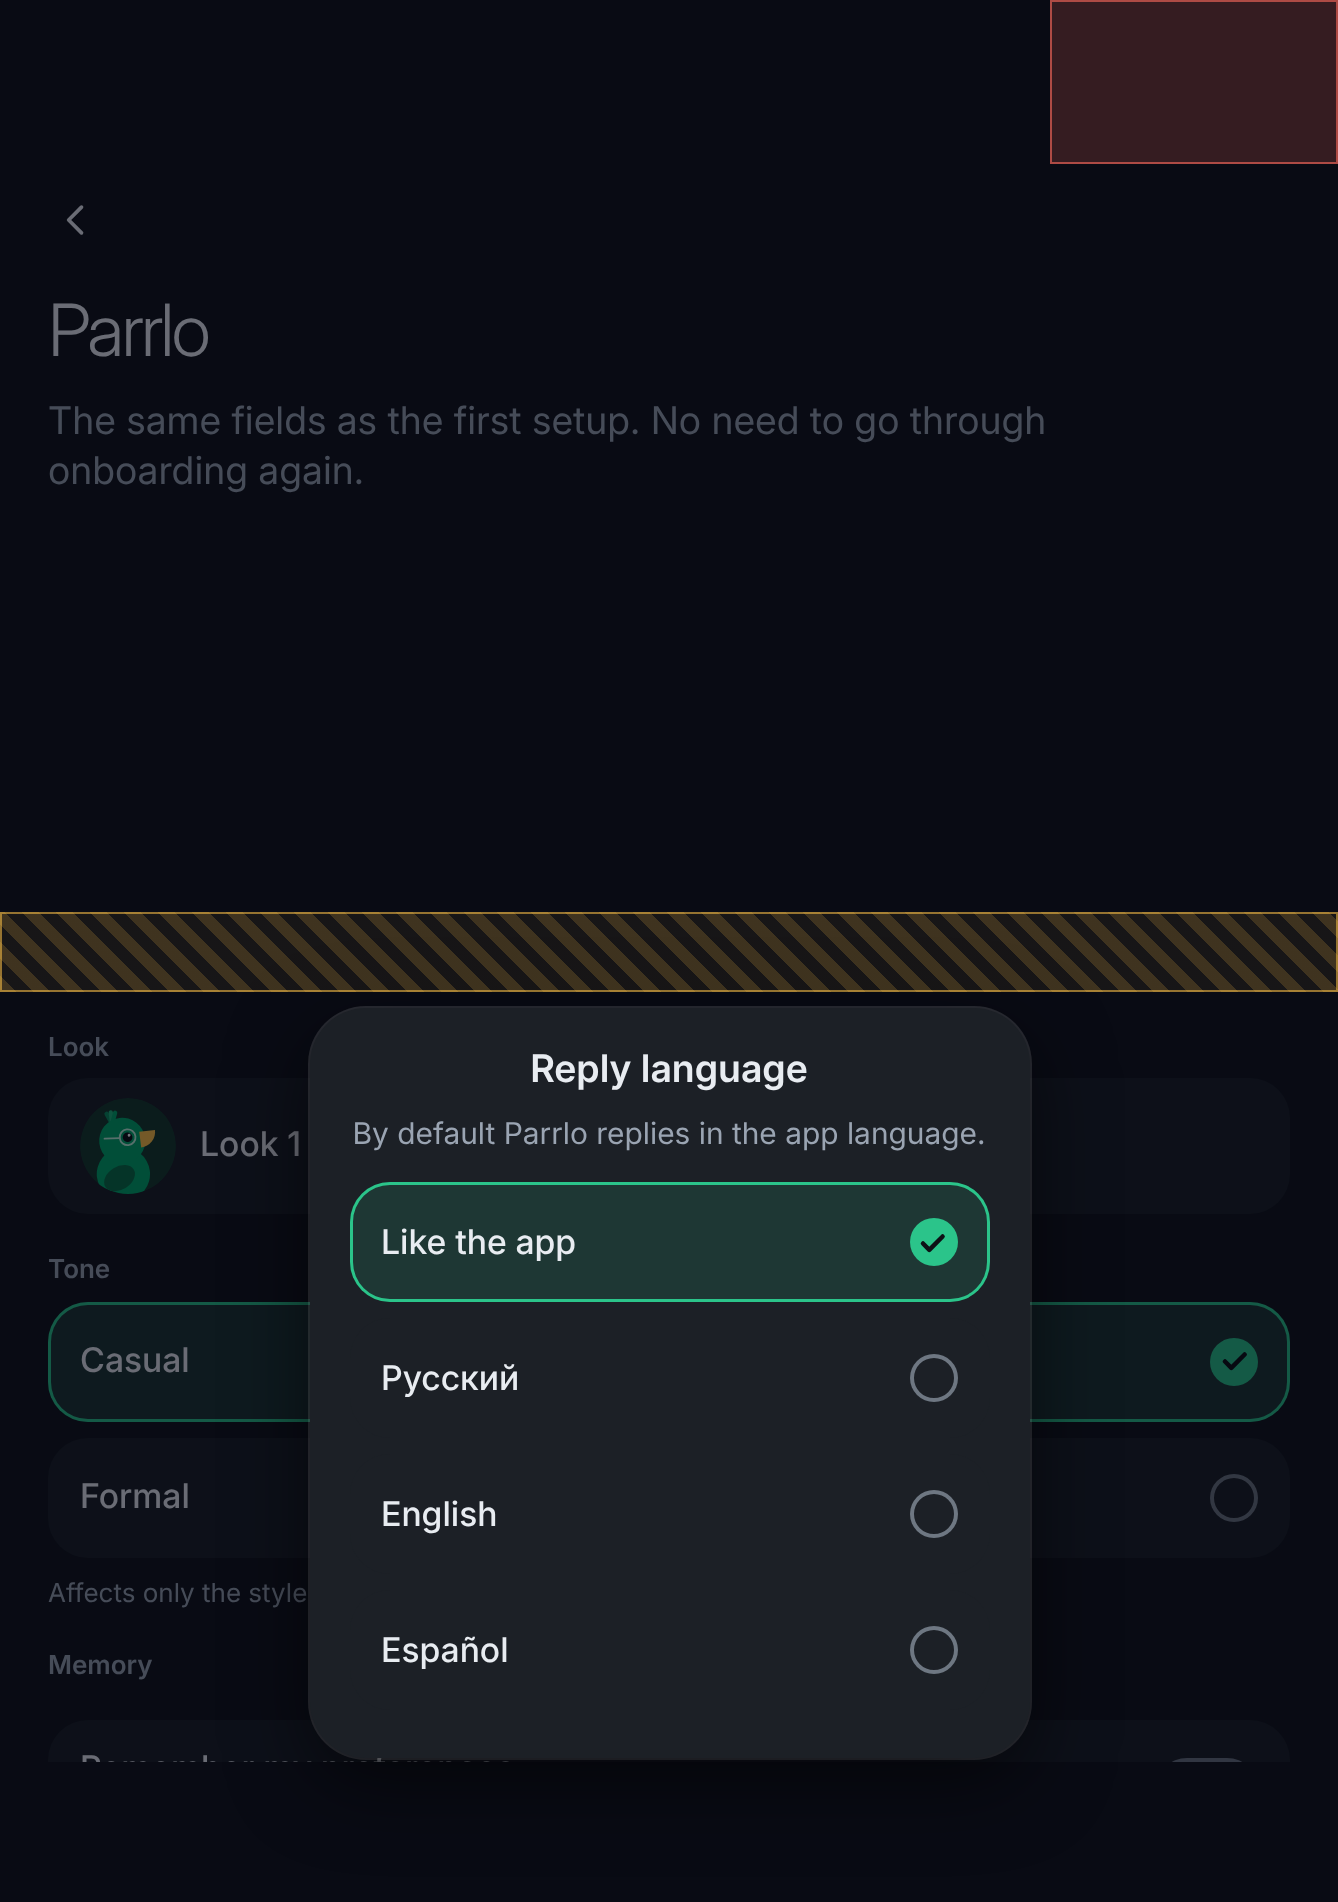 Parrlo
The same fields as the first setup. No need to go through
onboarding again.
Look
Look 1
Tone
Casual
Formal
Affects only the style
Memory
Reply language
By default Parrlo replies in the app language.
Like the app
Русский
English
Español